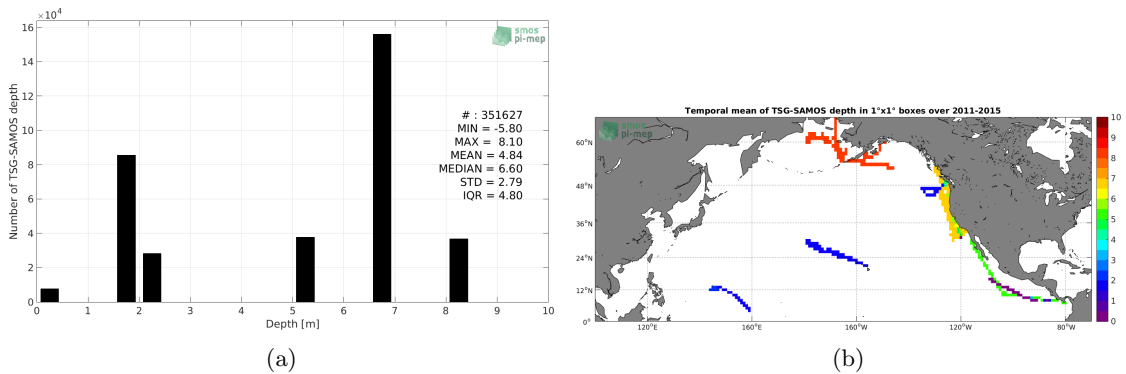 ×10⁴
16
14
12
10
8
6
4
2
0
Number of TSG-SAMOS depth
smos
pi-mep
# : 351627
MIN = -5.80
MAX = 8.10
MEAN = 4.84
MEDIAN = 6.60
STD = 2.79
IQR = 4.80
0 1 2 3 4 5 6 7 8 9 10
Depth [m]
(a)
Temporal mean of TSG-SAMOS depth in 1°x1° boxes over 2011-2015
smos
pi-mep
60°N
48°N
36°N
24°N
12°N
0°
120°E 160°E 160°W 120°W 80°W
10
9
8
7
6
5
4
3
2
1
0
(b)